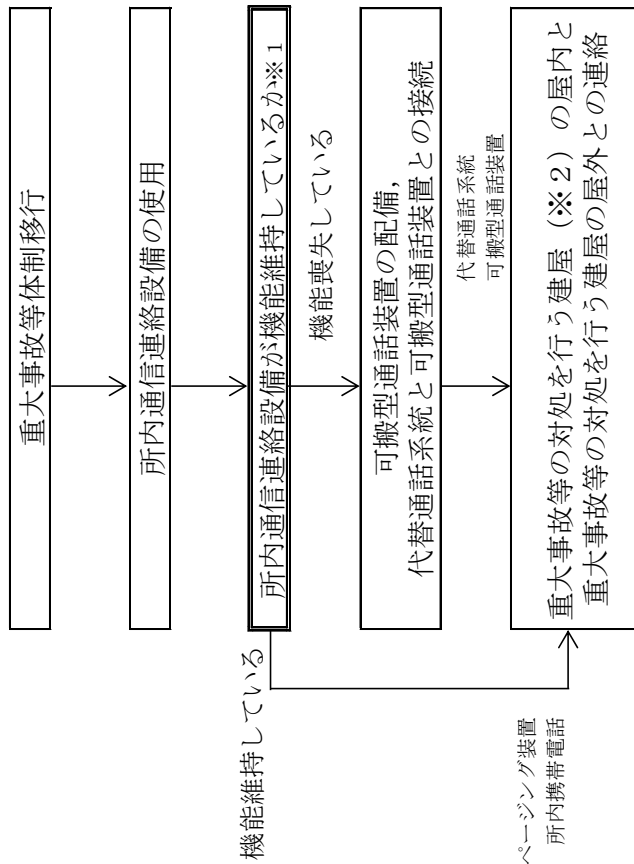 重大事故等体制移行
所内通信連絡設備の使用
所内通信連絡設備が機能維持しているか※１
機能維持している
機能喪失している
可搬型通話装置の配備，
代替通話系統と可搬型通話装置との接続
代替通話系統
可搬型通話装置
ページング装置
所内携帯電話
重大事故等の対処を行う建屋（※２）の屋内と
重大事故等の対処を行う建屋の屋外との連絡